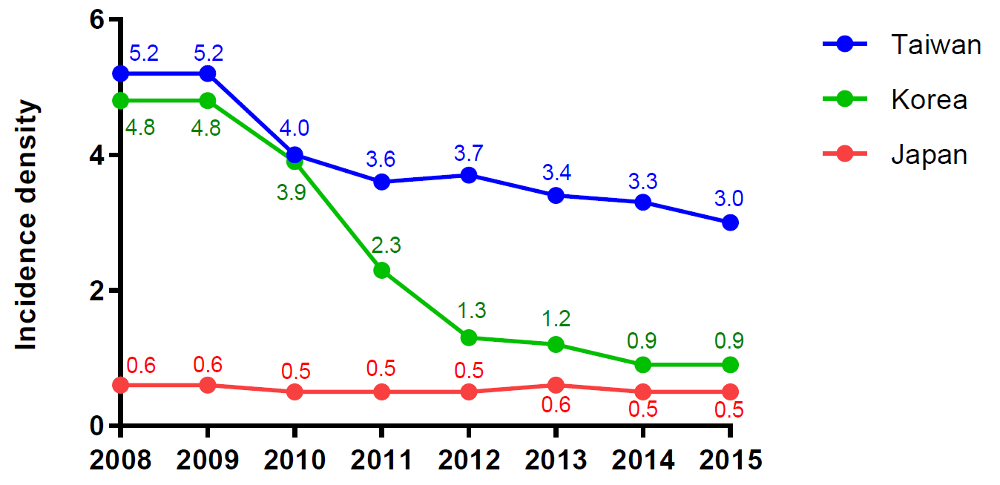 Incidence density
6
4
2
0
5.2 5.2 4.0 3.6 3.7 3.4 3.3 3.0
4.8 4.8 3.9 2.3 1.3 1.2 0.9 0.9
0.6 0.6 0.5 0.5 0.5 0.6 0.5 0.5
2008 2009 2010 2011 2012 2013 2014 2015
Taiwan
Korea
Japan